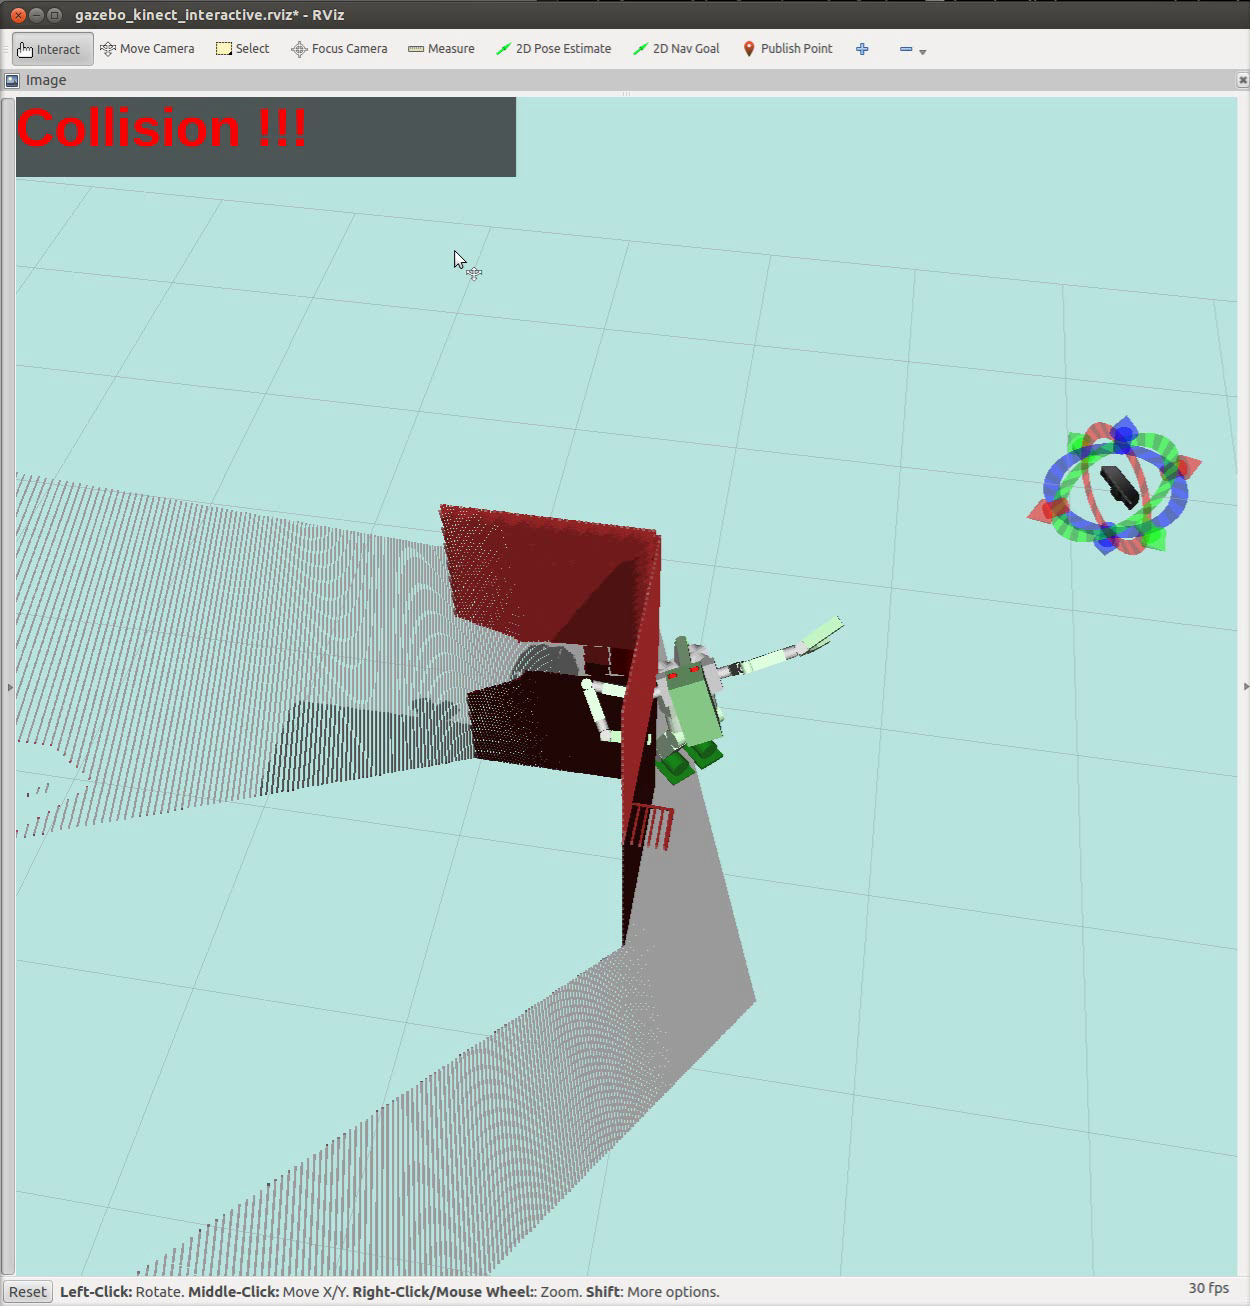 gazebo_kinect_interactive.rviz* - RViz
Interact Move Camera Select Focus Camera Measure 2D Pose Estimate 2D Nav Goal Publish Point
Image
Collision !!!
Reset Left-Click: Rotate. Middle-Click: Move X/Y. Right-Click/Mouse Wheel:: Zoom. Shift: More options. 30 fps